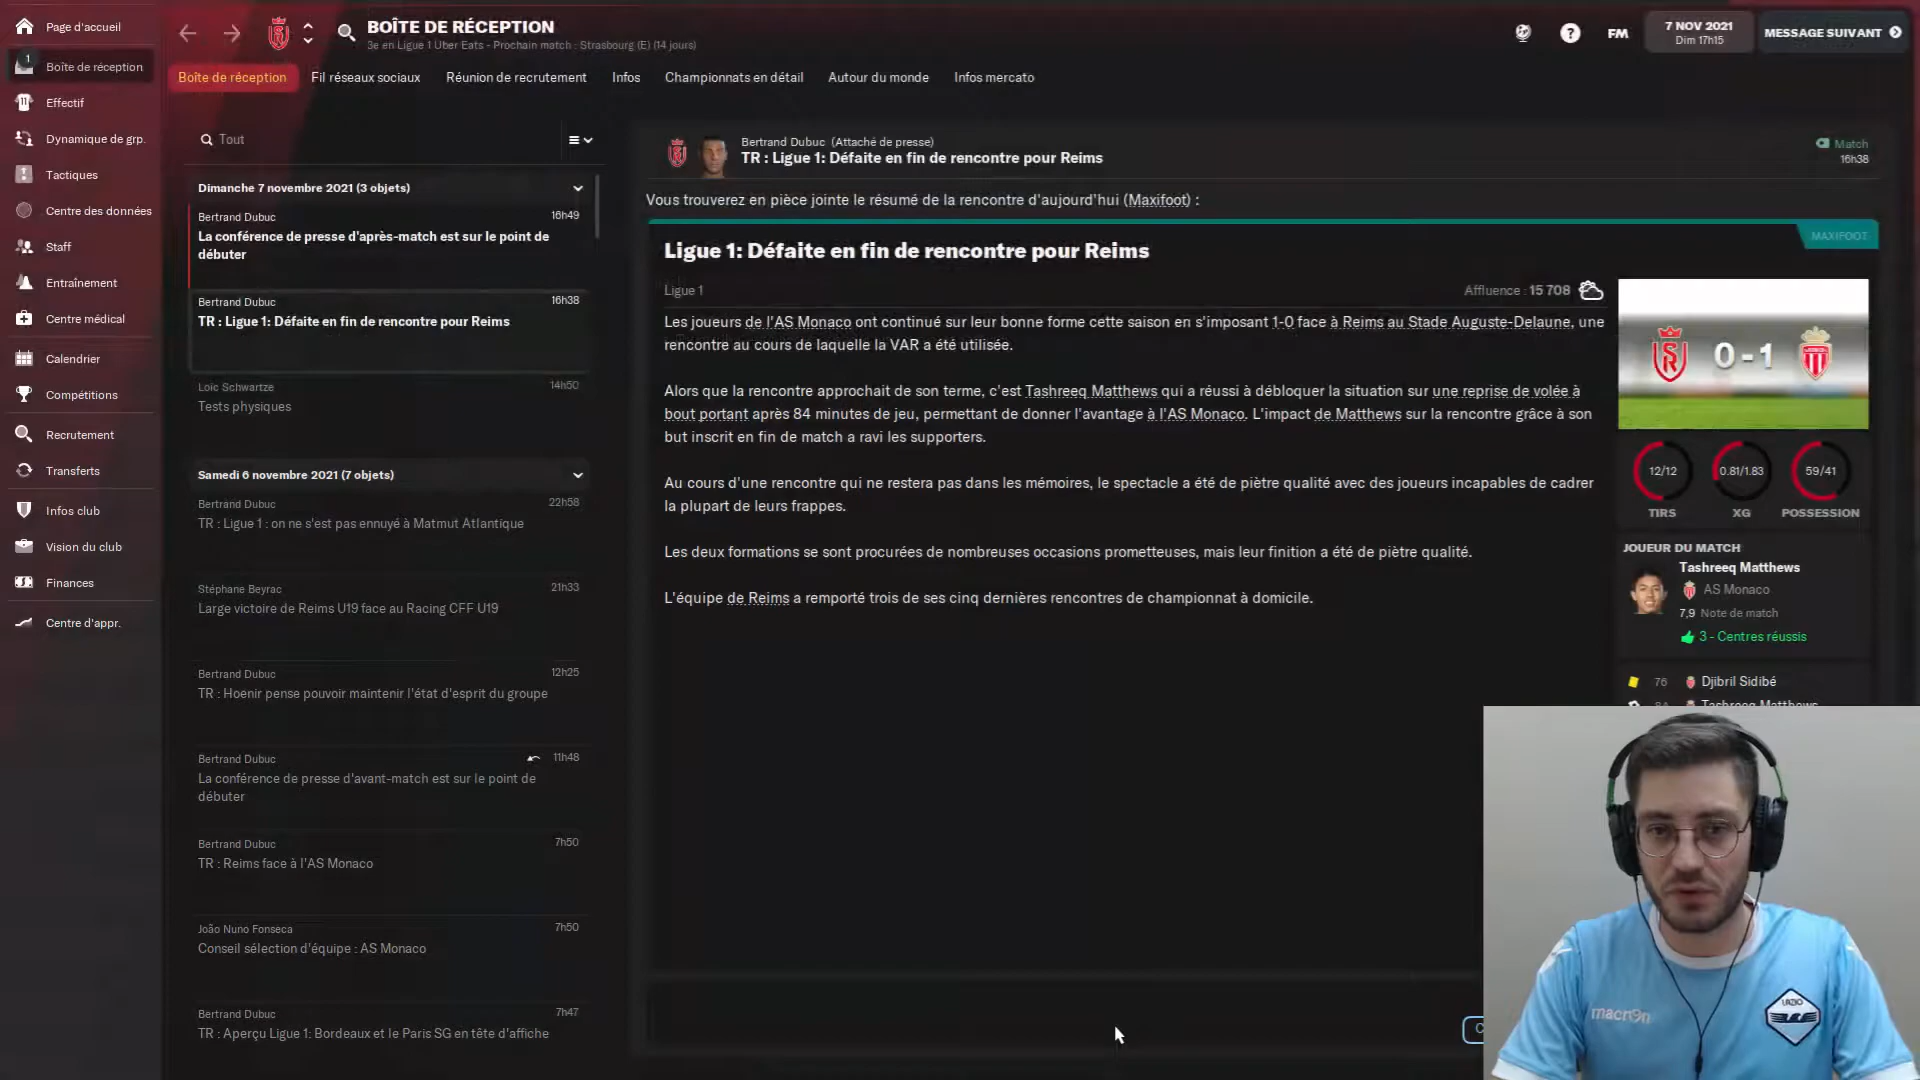 Page d'accueil
1
Boîte de réception
Effectif
Dynamique de grp.
Tactiques
Centre des données
Staff
Entraînement
Centre médical
Calendrier
Compétitions
Recrutement
Transferts
Infos club
Vision du club
Finances
Centre d'appr.
BOÎTE DE RÉCEPTION
3e en Ligue 1 Uber Eats - Prochain match : Strasbourg (E) (14 jours)
?
FM
7 NOV 2021
Dim 17h15
MESSAGE SUIVANT
Boîte de réception
Fil réseaux sociaux
Réunion de recrutement
Infos
Championnats en détail
Autour du monde
Infos mercato
Tout
Dimanche 7 novembre 2021 (3 objets)
Bertrand Dubuc 16h49
La conférence de presse d'après-match est sur le point de
débuter
Bertrand Dubuc 16h38
TR : Ligue 1: Défaite en fin de rencontre pour Reims
Loïc Schwartze 14h50
Tests physiques
Samedi 6 novembre 2021 (7 objets)
Bertrand Dubuc 22h58
TR : Ligue 1 : on ne s'est pas ennuyé à Matmut Atlantique
Stéphane Beyrac 21h33
Large victoire de Reims U19 face au Racing CFF U19
Bertrand Dubuc 12h25
TR : Hoenir pense pouvoir maintenir l'état d'esprit du groupe
Bertrand Dubuc 11h48
La conférence de presse d'avant-match est sur le point de
débuter
Bertrand Dubuc 7h50
TR : Reims face à l'AS Monaco
João Nuno Fonseca 7h50
Conseil sélection d'équipe : AS Monaco
Bertrand Dubuc 7h47
TR : Aperçu Ligue 1: Bordeaux et le Paris SG en tête d'affiche
Bertrand Dubuc (Attaché de presse)
TR : Ligue 1: Défaite en fin de rencontre pour Reims
Match
16h38
Vous trouverez en pièce jointe le résumé de la rencontre d'aujourd'hui (Maxifoot) :
MAXIFOOT
Ligue 1: Défaite en fin de rencontre pour Reims
Ligue 1
Affluence : 15 708
Les joueurs de l'AS Monaco ont continué sur leur bonne forme cette saison en s'imposant 1-0 face à Reims au Stade Auguste-Delaune, une
rencontre au cours de laquelle la VAR a été utilisée.
Alors que la rencontre approchait de son terme, c'est Tashreeq Matthews qui a réussi à débloquer la situation sur une reprise de volée à
bout portant après 84 minutes de jeu, permettant de donner l'avantage à l'AS Monaco. L'impact de Matthews sur la rencontre grâce à son
but inscrit en fin de match a ravi les supporters.
Au cours d'une rencontre qui ne restera pas dans les mémoires, le spectacle a été de piètre qualité avec des joueurs incapables de cadrer
la plupart de leurs frappes.
Les deux formations se sont procurées de nombreuses occasions prometteuses, mais leur finition a été de piètre qualité.
L'équipe de Reims a remporté trois de ses cinq dernières rencontres de championnat à domicile.
0 - 1
12/12
0.81/1.83
59/41
TIRS
XG
POSSESSION
JOUEUR DU MATCH
Tashreeq Matthews
AS Monaco
7,9 Note de match
3 - Centres réussis
76 Djibril Sidibé
84 Tashreeq Matthews
macron
LAZIO